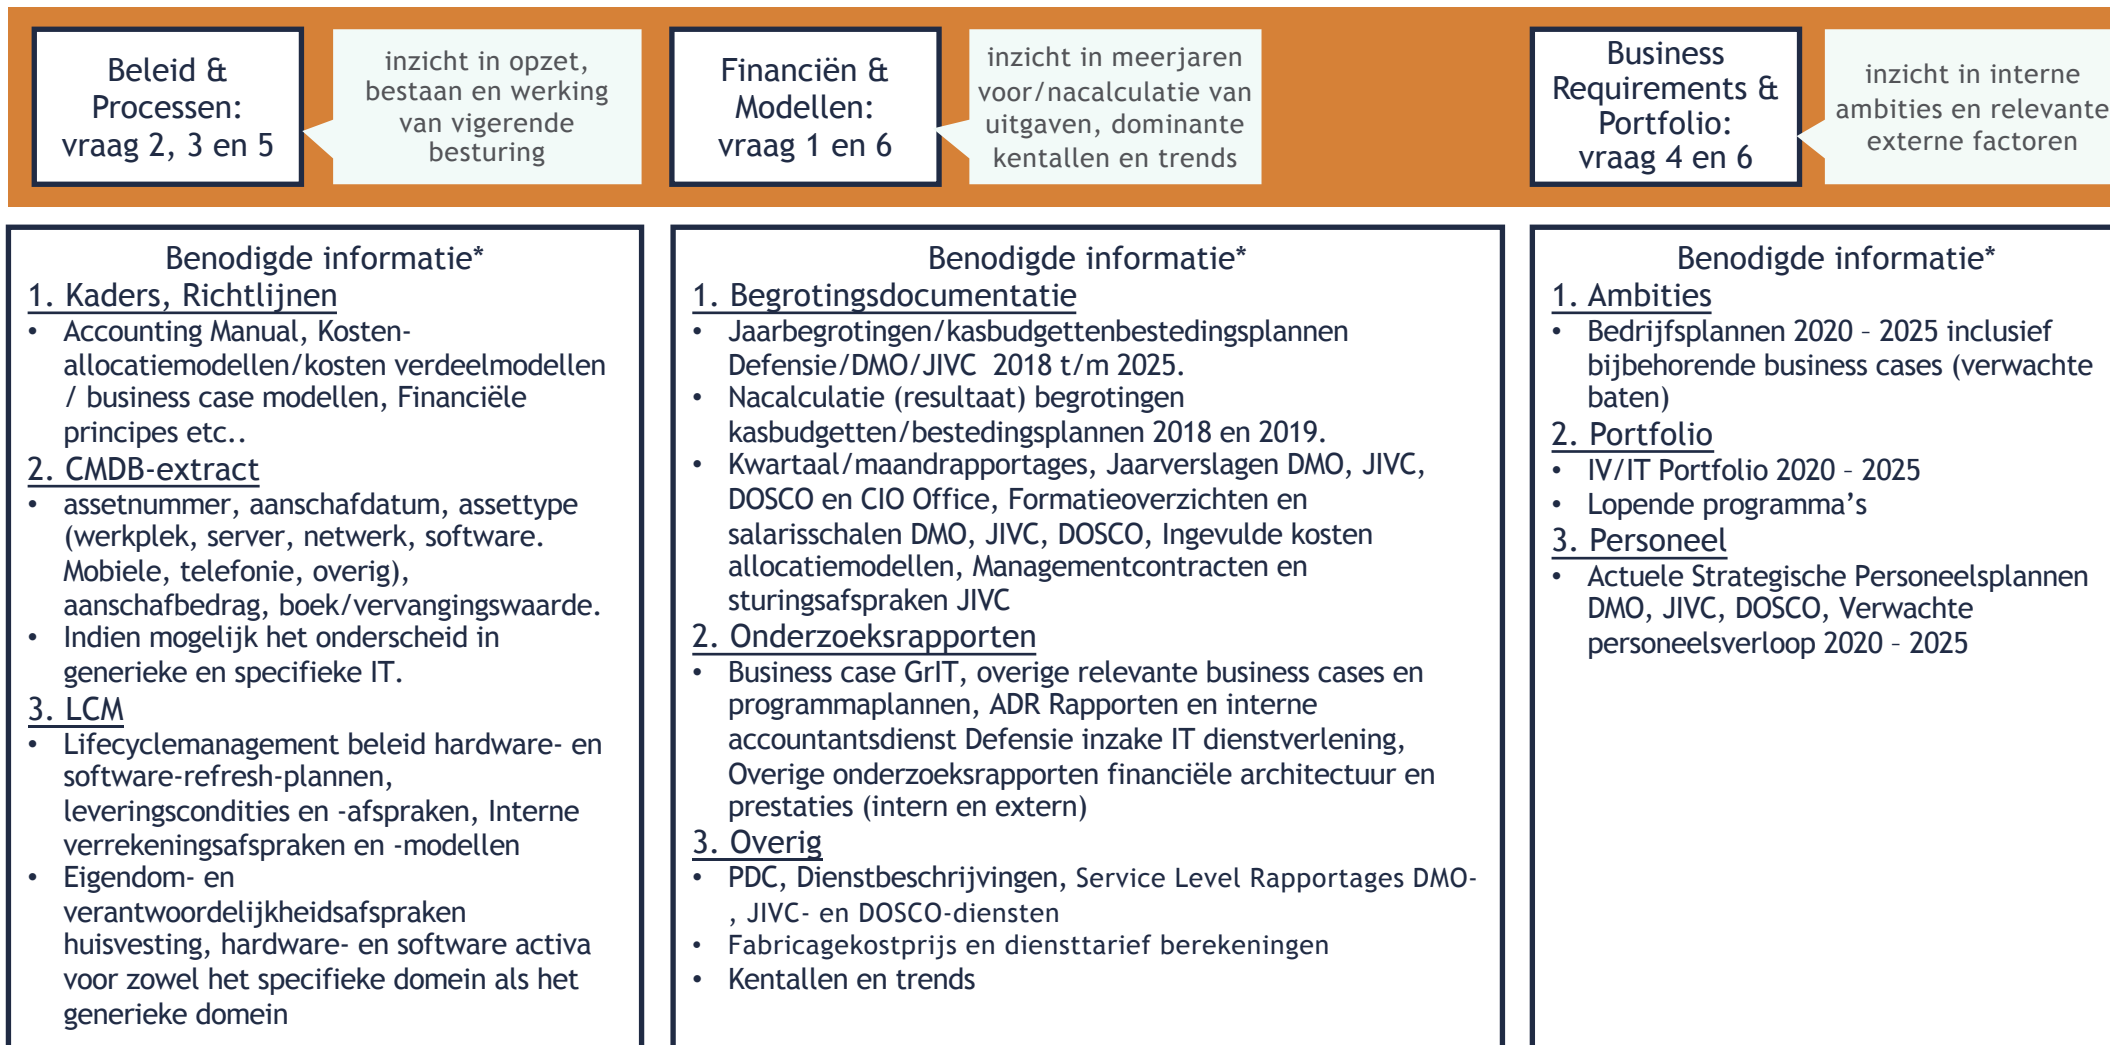 Beleid &
Processen:
vraag 2, 3 en 5
inzicht in opzet,
bestaan en werking
van vigerende
besturing
Financiën &
Modellen:
vraag 1 en 6
inzicht in meerjaren
voor/nacalculatie van
uitgaven, dominante
kentallen en trends
Business
Requirements &
Portfolio:
vraag 4 en 6
inzicht in interne
ambities en relevante
externe factoren
Benodigde informatie*
1. Kaders, Richtlijnen
• Accounting Manual, Kosten-
allocatiemodellen/kosten verdeelmodellen
/ business case modellen, Financiële
principes etc..
2. CMDB-extract
• assetnummer, aanschafdatum, assettype
(werkplek, server, netwerk, software.
Mobiele, telefonie, overig),
aanschafbedrag, boek/vervangingswaarde.
• Indien mogelijk het onderscheid in
generieke en specifieke IT.
3. LCM
• Lifecyclemanagement beleid hardware- en
software-refresh-plannen,
leveringscondities en -afspraken, Interne
verrekeningsafspraken en -modellen
• Eigendom- en
verantwoordelijkheidsafspraken
huisvesting, hardware- en software activa
voor zowel het specifieke domein als het
generieke domein
Benodigde informatie*
1. Begrotingsdocumentatie
• Jaarbegrotingen/kasbudgettenbestedingsplannen
Defensie/DMO/JIVC 2018 t/m 2025.
• Nacalculatie (resultaat) begrotingen
kasbudgetten/bestedingsplannen 2018 en 2019.
• Kwartaal/maandrapportages, Jaarverslagen DMO, JIVC,
DOSCO en CIO Office, Formatieoverzichten en
salarisschalen DMO, JIVC, DOSCO, Ingevulde kosten
allocatiemodellen, Managementcontracten en
sturingsafspraken JIVC
2. Onderzoeksrapporten
• Business case GrIT, overige relevante business cases en
programmaplannen, ADR Rapporten en interne
accountantsdienst Defensie inzake IT dienstverlening,
Overige onderzoeksrapporten financiële architectuur en
prestaties (intern en extern)
3. Overig
• PDC, Dienstbeschrijvingen, Service Level Rapportages DMO-
, JIVC- en DOSCO-diensten
• Fabricagekostprijs en diensttarief berekeningen
• Kentallen en trends
Benodigde informatie*
1. Ambities
• Bedrijfsplannen 2020 – 2025 inclusief
bijbehorende business cases (verwachte
baten)
2. Portfolio
• IV/IT Portfolio 2020 – 2025
• Lopende programma’s
3. Personeel
• Actuele Strategische Personeelsplannen
DMO, JIVC, DOSCO, Verwachte
personeelsverloop 2020 – 2025